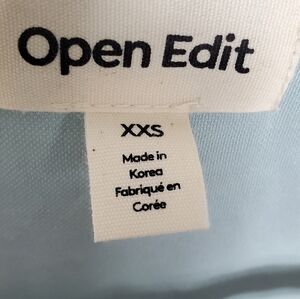 Open Edit
XXS
Made in
Korea
Fabriqué en
Corée